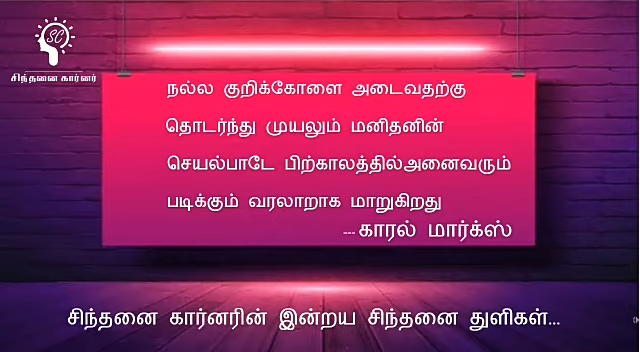 SC
சிந்தனை கார்னர்
நல்ல குறிக்கோளை அடைவதற்கு
தொடர்ந்து முயலும் மனிதனின்
செயல்பாடே பிற்காலத்தில்அனைவரும்
படிக்கும் வரலாறாக மாறுகிறது
--- காரல் மார்க்ஸ்
சிந்தனை கார்னரின் இன்றய சிந்தனை துளிகள்...